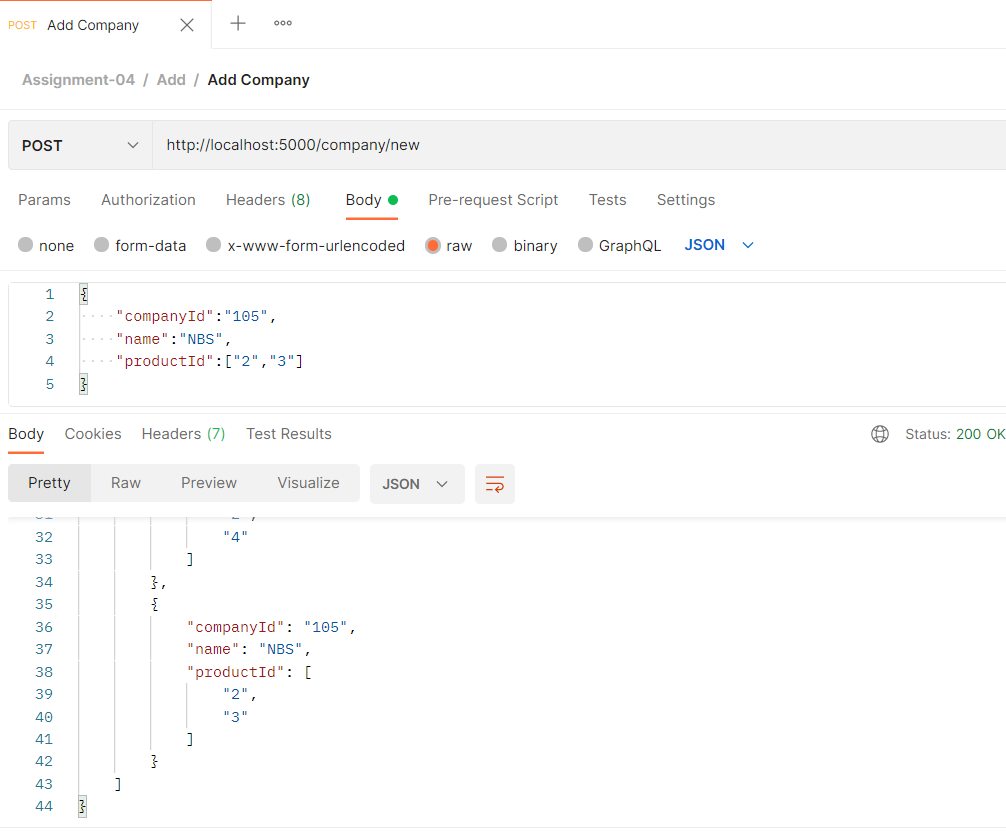 POST Add Company
Assignment-04 / Add / Add Company
POST http://localhost:5000/company/new
Params Authorization Headers (8) Body Pre-request Script Tests Settings
none form-data x-www-form-urlencoded raw binary GraphQL JSON
1 {
2 ····"companyId":"105",
3 ····"name":"NBS",
4 ····"productId":["2","3"]
5 }
Body Cookies Headers (7) Test Results Status: 200 OK
Pretty Raw Preview Visualize JSON
32 "4"
33 ]
34 },
35 {
36 "companyId": "105",
37 "name": "NBS",
38 "productId": [
39 "2",
40 "3"
41 ]
42 }
43 ]
44 }